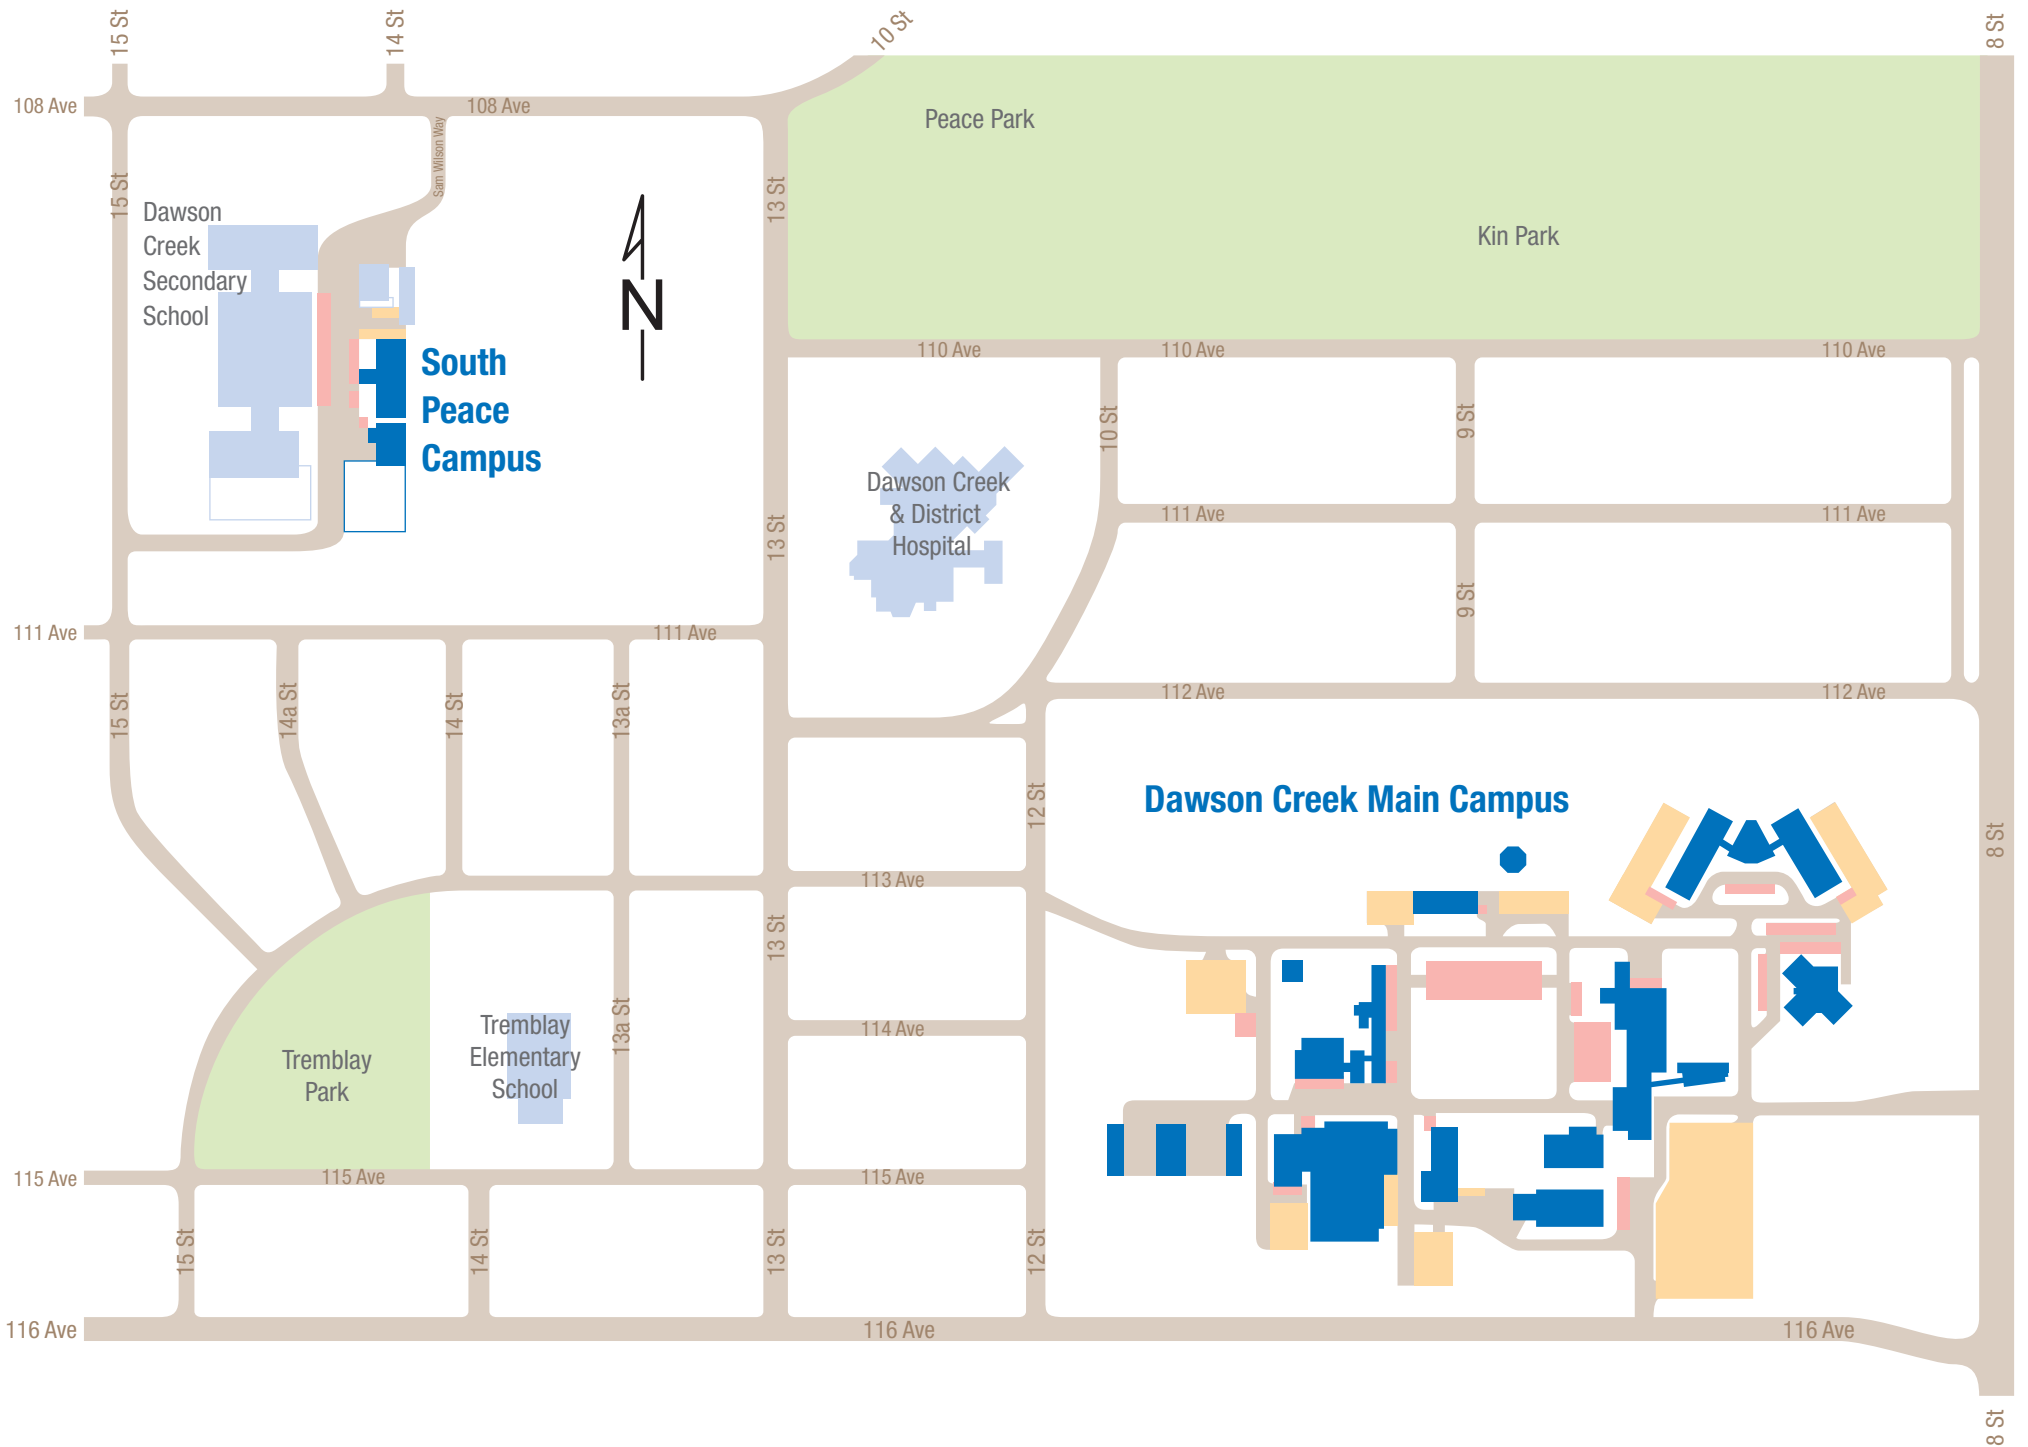 15 St
14 St
10 St
8 St
108 Ave
108 Ave
Sam Wilson Way
Peace Park
15 St
13 St
Dawson
Creek
Secondary
School
Kin Park
N
South
Peace
Campus
110 Ave
110 Ave
110 Ave
10 St
9 St
Dawson Creek
& District
Hospital
13 St
111 Ave
111 Ave
9 St
111 Ave
111 Ave
112 Ave
112 Ave
15 St
14a St
14 St
13a St
12 St
Dawson Creek Main Campus
8 St
113 Ave
13 St
13a St
114 Ave
Tremblay
Elementary
School
Tremblay
Park
115 Ave
115 Ave
115 Ave
15 St
14 St
13 St
12 St
116 Ave
116 Ave
116 Ave
8 St